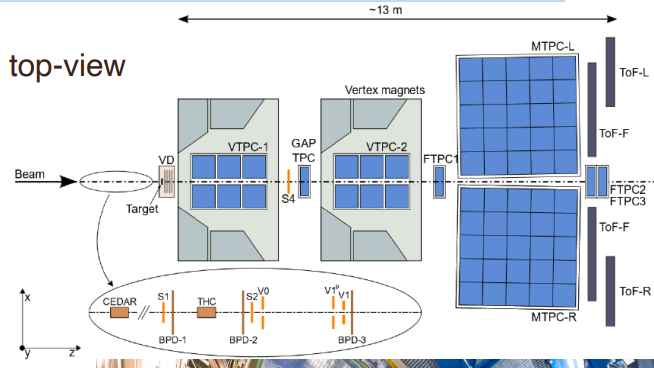 ~13 m
top-view
MTPC-L
ToF-L
Vertex magnets
ToF-F
VD
VTPC-1
GAP
TPC
VTPC-2
FTPC1
Beam
Target
S4
FTPC2
FTPC3
ToF-F
x
CEDAR
S1
THC
S2
V0
V1ᵖ
V1
MTPC-R
ToF-R
BPD-1
BPD-2
BPD-3
y
z